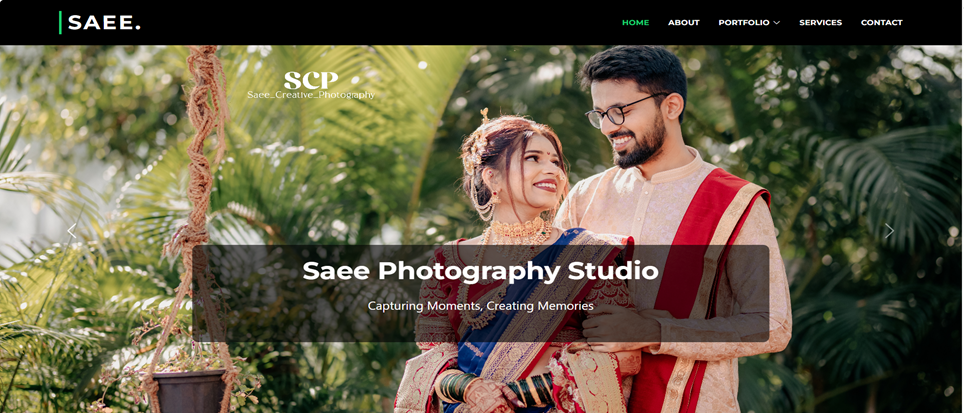 SAEE.
HOME ABOUT PORTFOLIO SERVICES CONTACT
SCP
Saee_Creative_Photography
Saee Photography Studio
Capturing Moments, Creating Memories